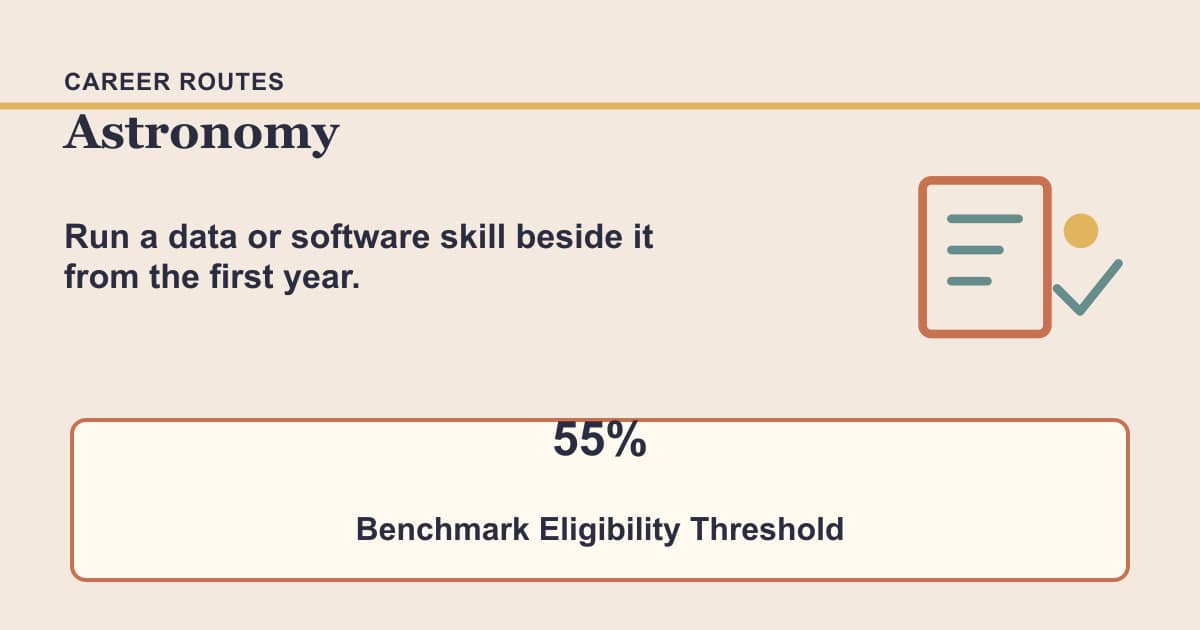 CAREER ROUTES
Astronomy
Run a data or software skill beside it
from the first year.
55%
Benchmark Eligibility Threshold